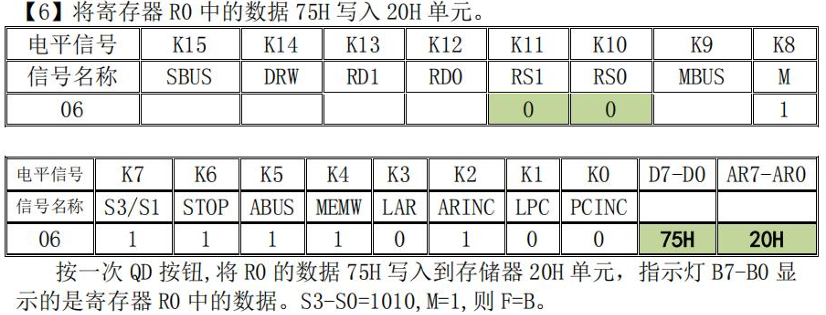 【6】将寄存器 R0 中的数据 75H 写入 20H 单元。
电平信号 K15 K14 K13 K12 K11 K10 K9 K8
信号名称 SBUS DRW RD1 RD0 RS1 RS0 MBUS M
06 0 0 1
电平信号 K7 K6 K5 K4 K3 K2 K1 K0 D7-D0 AR7-AR0
信号名称 S3/S1 STOP ABUS MEMW LAR ARINC LPC PCINC
06 1 1 1 1 0 1 0 0 75H 20H
按一次 QD 按钮,将 R0 的数据 75H 写入到存储器 20H 单元，指示灯 B7-B0 显
示的是寄存器 R0 中的数据。S3-S0=1010,M=1,则 F=B。